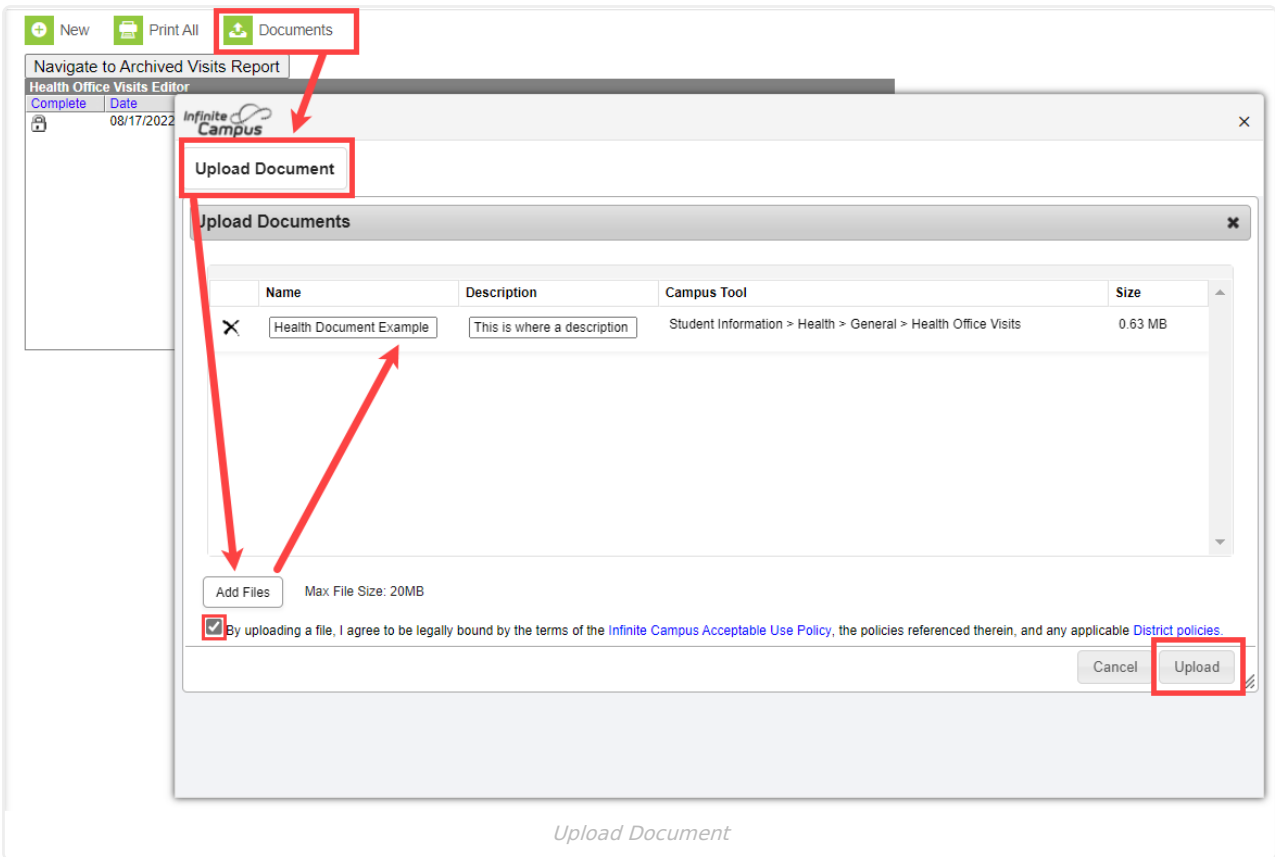 New Print All Documents
Navigate to Archived Visits Report
Health Office Visits Editor
Complete Date
08/17/2022
Infinite
Campus
Upload Document
Upload Documents
Name Description Campus Tool Size
Health Document Example This is where a description Student Information > Health > General > Health Office Visits 0.63 MB
Add Files Max File Size: 20MB
By uploading a file, I agree to be legally bound by the terms of the Infinite Campus Acceptable Use Policy, the policies referenced therein, and any applicable District policies.
Cancel Upload
Upload Document